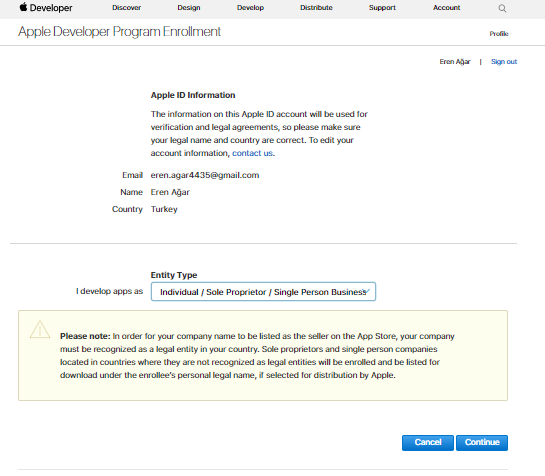 Developer Discover Design Develop Distribute Support Account
Apple Developer Program Enrollment Profile
Eren Ağar | Sign out
Apple ID Information
The information on this Apple ID account will be used for
verification and legal agreements, so please make sure
your legal name and country are correct. To edit your
account information, contact us.
Email eren.agar4435@gmail.com
Name Eren Ağar
Country Turkey
Entity Type
I develop apps as Individual / Sole Proprietor / Single Person Business
Please note: In order for your company name to be listed as the seller on the App Store, your company
must be recognized as a legal entity in your country. Sole proprietors and single person companies
located in countries where they are not recognized as legal entities will be enrolled and be listed for
download under the enrollee's personal legal name, if selected for distribution by Apple.
Cancel Continue